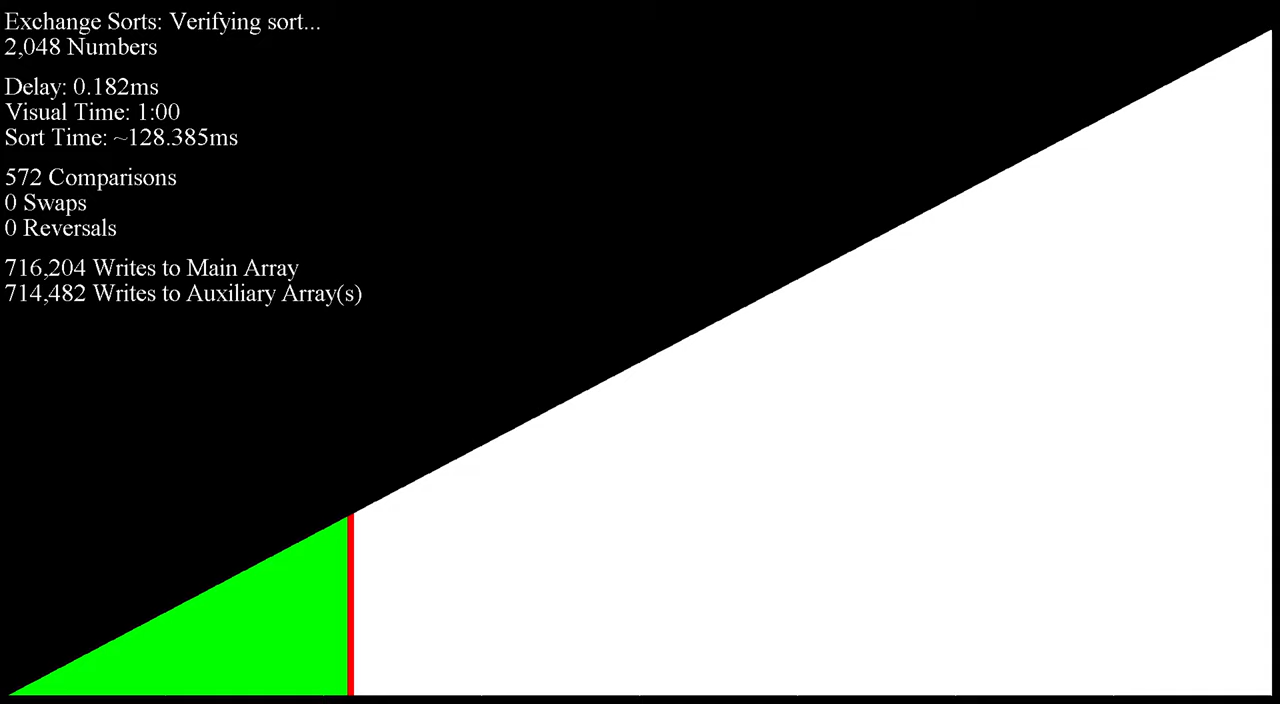 Exchange Sorts: Verifying sort...
2,048 Numbers
Delay: 0.182ms
Visual Time: 1:00
Sort Time: ~128.385ms
572 Comparisons
0 Swaps
0 Reversals
716,204 Writes to Main Array
714,482 Writes to Auxiliary Array(s)